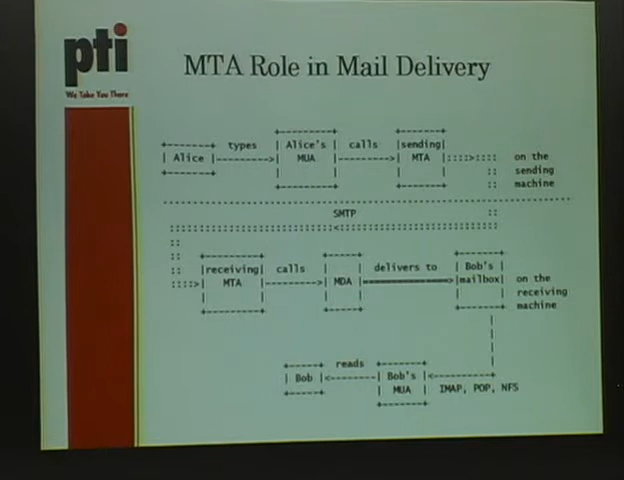 pti
We Take You There
MTA Role in Mail Delivery
Alice
types
Alice's
MUA
calls
sending
MTA
on the
sending
machine
SMTP
receiving
MTA
calls
MDA
delivers to
Bob's
mailbox
on the
receiving
machine
Bob
reads
Bob's
MUA
IMAP, POP, NFS